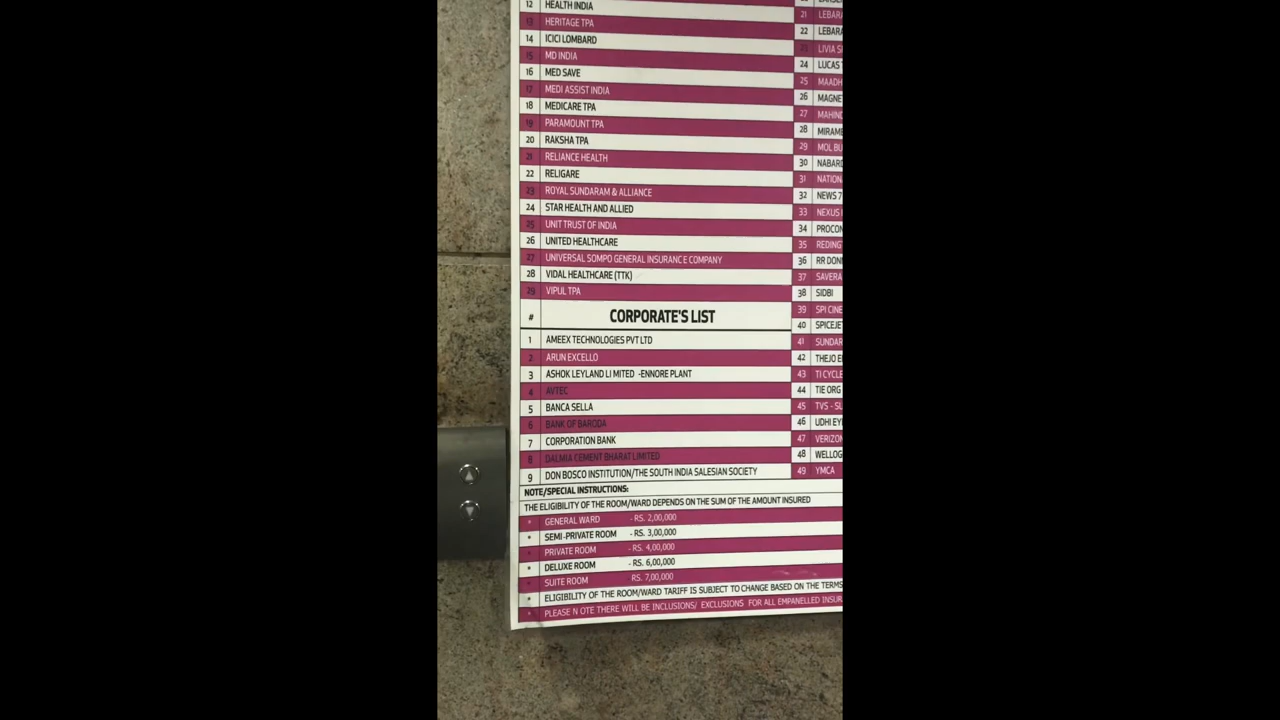 12 HEALTH INDIA
13 HERITAGE TPA
14 ICICI LOMBARD
15 MD INDIA
16 MED SAVE
17 MEDI ASSIST INDIA
18 MEDICARE TPA
19 PARAMOUNT TPA
20 RAKSHA TPA
21 RELIANCE HEALTH
22 RELIGARE
23 ROYAL SUNDARAM & ALLIANCE
24 STAR HEALTH AND ALLIED
25 UNIT TRUST OF INDIA
26 UNITED HEALTHCARE
27 UNIVERSAL SOMPO GENERAL INSURANC E COMPANY
28 VIDAL HEALTHCARE (TTK)
29 VIPUL TPA
# CORPORATE'S LIST
1 AMEEX TECHNOLOGIES PVT LTD
2 ARUN EXCELLO
3 ASHOK LEYLAND LI MITED -ENNORE PLANT
4 AVTEC
5 BANCA SELLA
6 BANK OF BARODA
7 CORPORATION BANK
8 DALMIA CEMENT BHARAT LIMITED
9 DON BOSCO INSTITUTION/THE SOUTH INDIA SALESIAN SOCIETY
21 LEBARA
22 LEBARA
23 LIVIA S
24 LUCAS
25 MAADH
26 MAGNE
27 MAHIND
28 MIRAM
29 MOL BU
30 NABARD
31 NATION
32 NEWS 7
33 NEXUS
34 PROCON
35 REDING
36 RR DON
37 SAVERA
38 SIDBI
39 SPI CINE
40 SPICEJE
41 SUNDAR
42 THEJO E
43 TI CYCLE
44 TIE ORG
45 TVS - SU
46 UDHI EY
47 VERIZO
48 WELLOG
49 YMCA
NOTE/SPECIAL INSTRUCTIONS:
THE ELIGIBILITY OF THE ROOM/WARD DEPENDS ON THE SUM OF THE AMOUNT INSURED
* GENERAL WARD - RS. 2,00,000
* SEMI-PRIVATE ROOM - RS. 3,00,000
* PRIVATE ROOM - RS. 4,00,000
* DELUXE ROOM - RS. 6,00,000
* SUITE ROOM RS. 7,00,000
* ELIGIBILITY OF THE ROOM/WARD TARIFF IS SUBJECT TO CHANGE BASED ON THE TERMS
* PLEASE N OTE THERE WILL BE INCLUSIONS/ EXCLUSIONS FOR ALL EMPANELLED INSUR